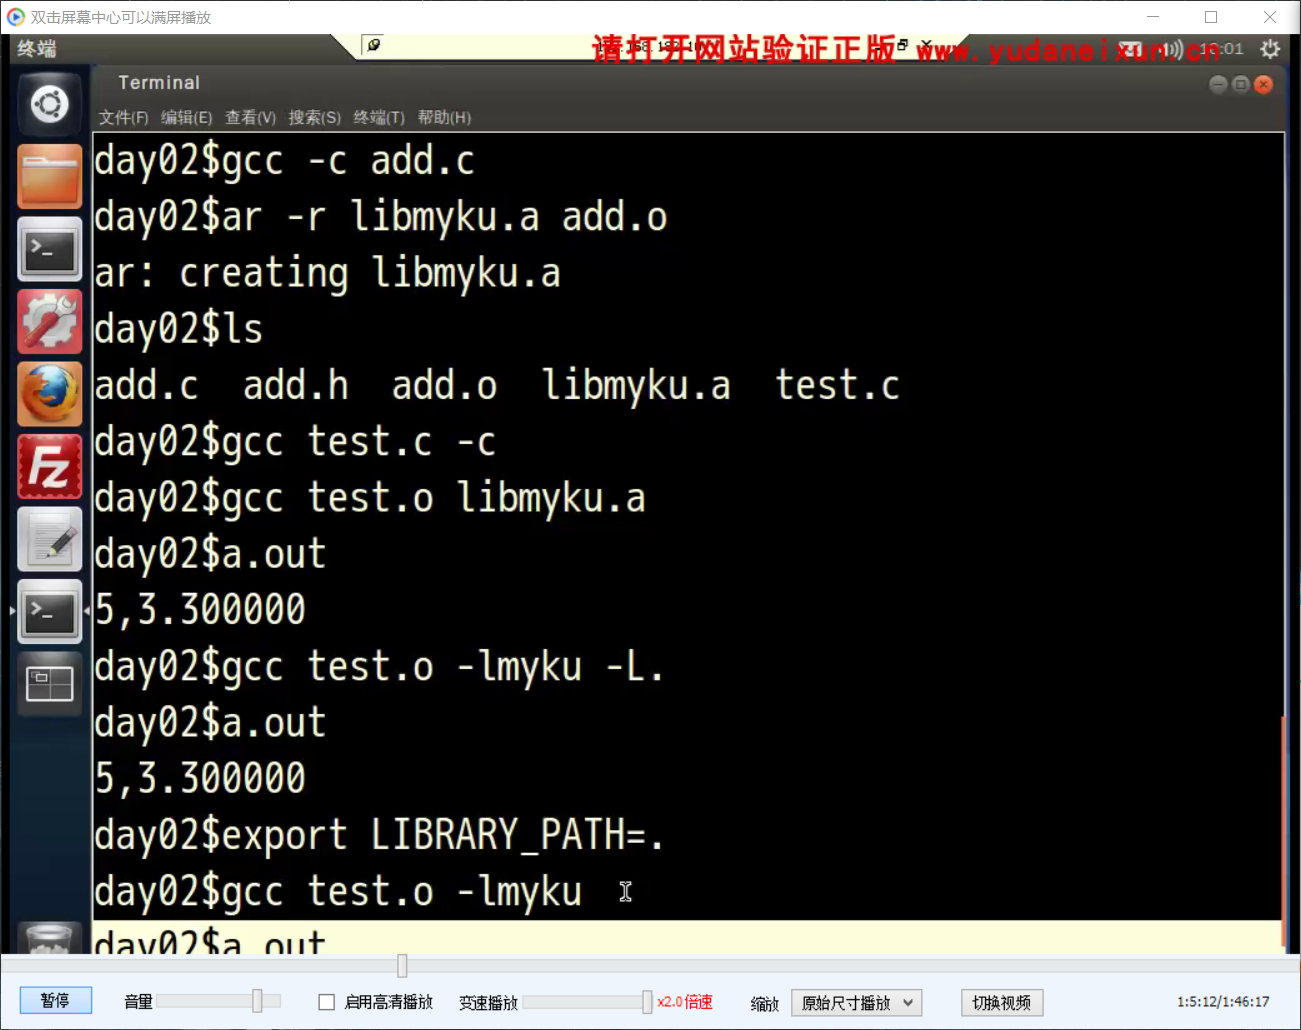 双击屏幕中心可以满屏播放
终端
请打开网站验证正版 www.yudaneixun.cn
Terminal
文件(F) 编辑(E) 查看(V) 搜索(S) 终端(T) 帮助(H)
day02$gcc -c add.c
day02$ar -r libmyku.a add.o
ar: creating libmyku.a
day02$ls
add.c add.h add.o libmyku.a test.c
day02$gcc test.c -c
day02$gcc test.o libmyku.a
day02$a.out
5,3.300000
day02$gcc test.o -lmyku -L.
day02$a.out
5,3.300000
day02$export LIBRARY_PATH=.
day02$gcc test.o -lmyku
day02$a.out
暂停 音量 启用高清播放 变速播放 x2.0倍速 缩放 原始尺寸播放 切换视频 1:5:12/1:46:17